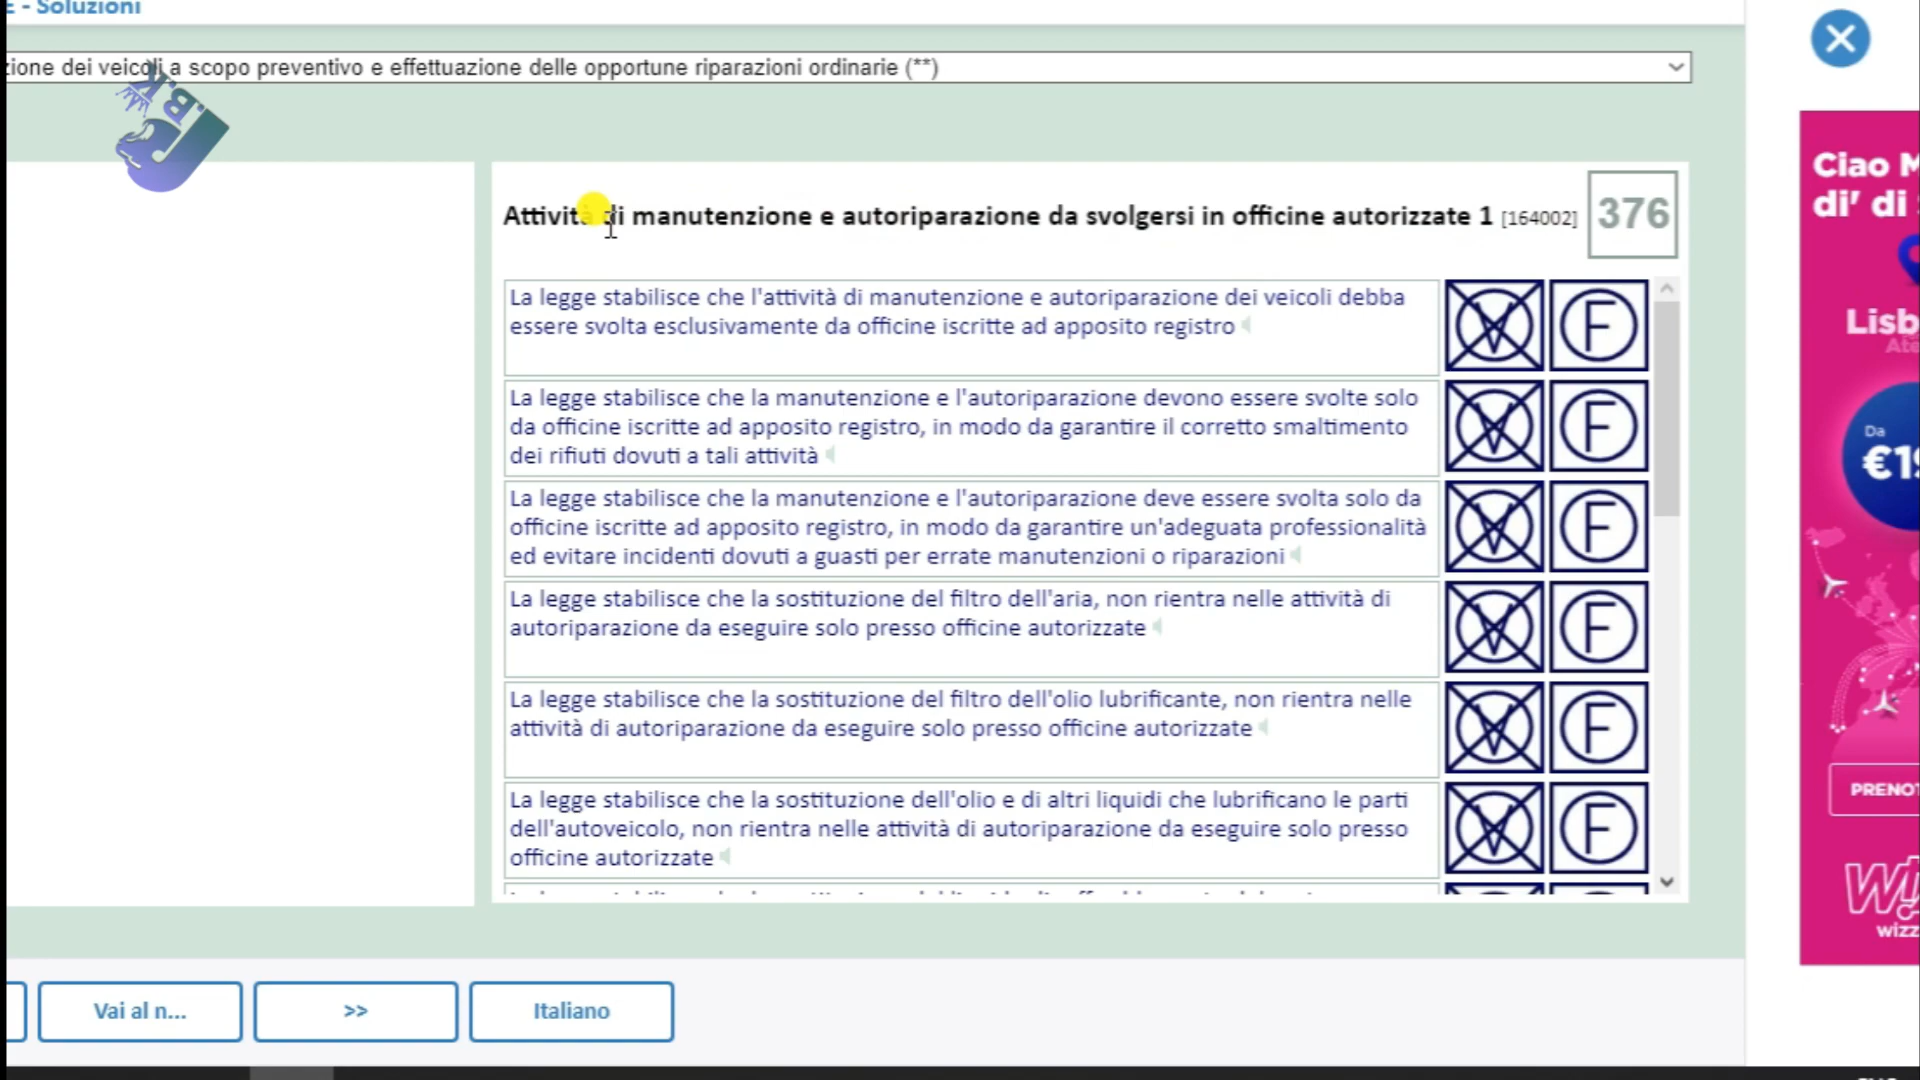 E - Soluzioni
zione dei veicoli a scopo preventivo e effettuazione delle opportune riparazioni ordinarie (**)
P.B.K
Attività di manutenzione e autoriparazione da svolgersi in officine autorizzate 1 [164002]
376
La legge stabilisce che l'attività di manutenzione e autoriparazione dei veicoli debba
essere svolta esclusivamente da officine iscritte ad apposito registro
V F
La legge stabilisce che la manutenzione e l'autoriparazione devono essere svolte solo
da officine iscritte ad apposito registro, in modo da garantire il corretto smaltimento
dei rifiuti dovuti a tali attività
V F
La legge stabilisce che la manutenzione e l'autoriparazione deve essere svolta solo da
officine iscritte ad apposito registro, in modo da garantire un'adeguata professionalità
ed evitare incidenti dovuti a guasti per errate manutenzioni o riparazioni
V F
La legge stabilisce che la sostituzione del filtro dell'aria, non rientra nelle attività di
autoriparazione da eseguire solo presso officine autorizzate
V F
La legge stabilisce che la sostituzione del filtro dell'olio lubrificante, non rientra nelle
attività di autoriparazione da eseguire solo presso officine autorizzate
V F
La legge stabilisce che la sostituzione dell'olio e di altri liquidi che lubrificano le parti
dell'autoveicolo, non rientra nelle attività di autoriparazione da eseguire solo presso
officine autorizzate
V F
Vai al n...
>>
Italiano
Ciao M
di' di
Lisb
Ate
Da
€19
PRENOT
wizz